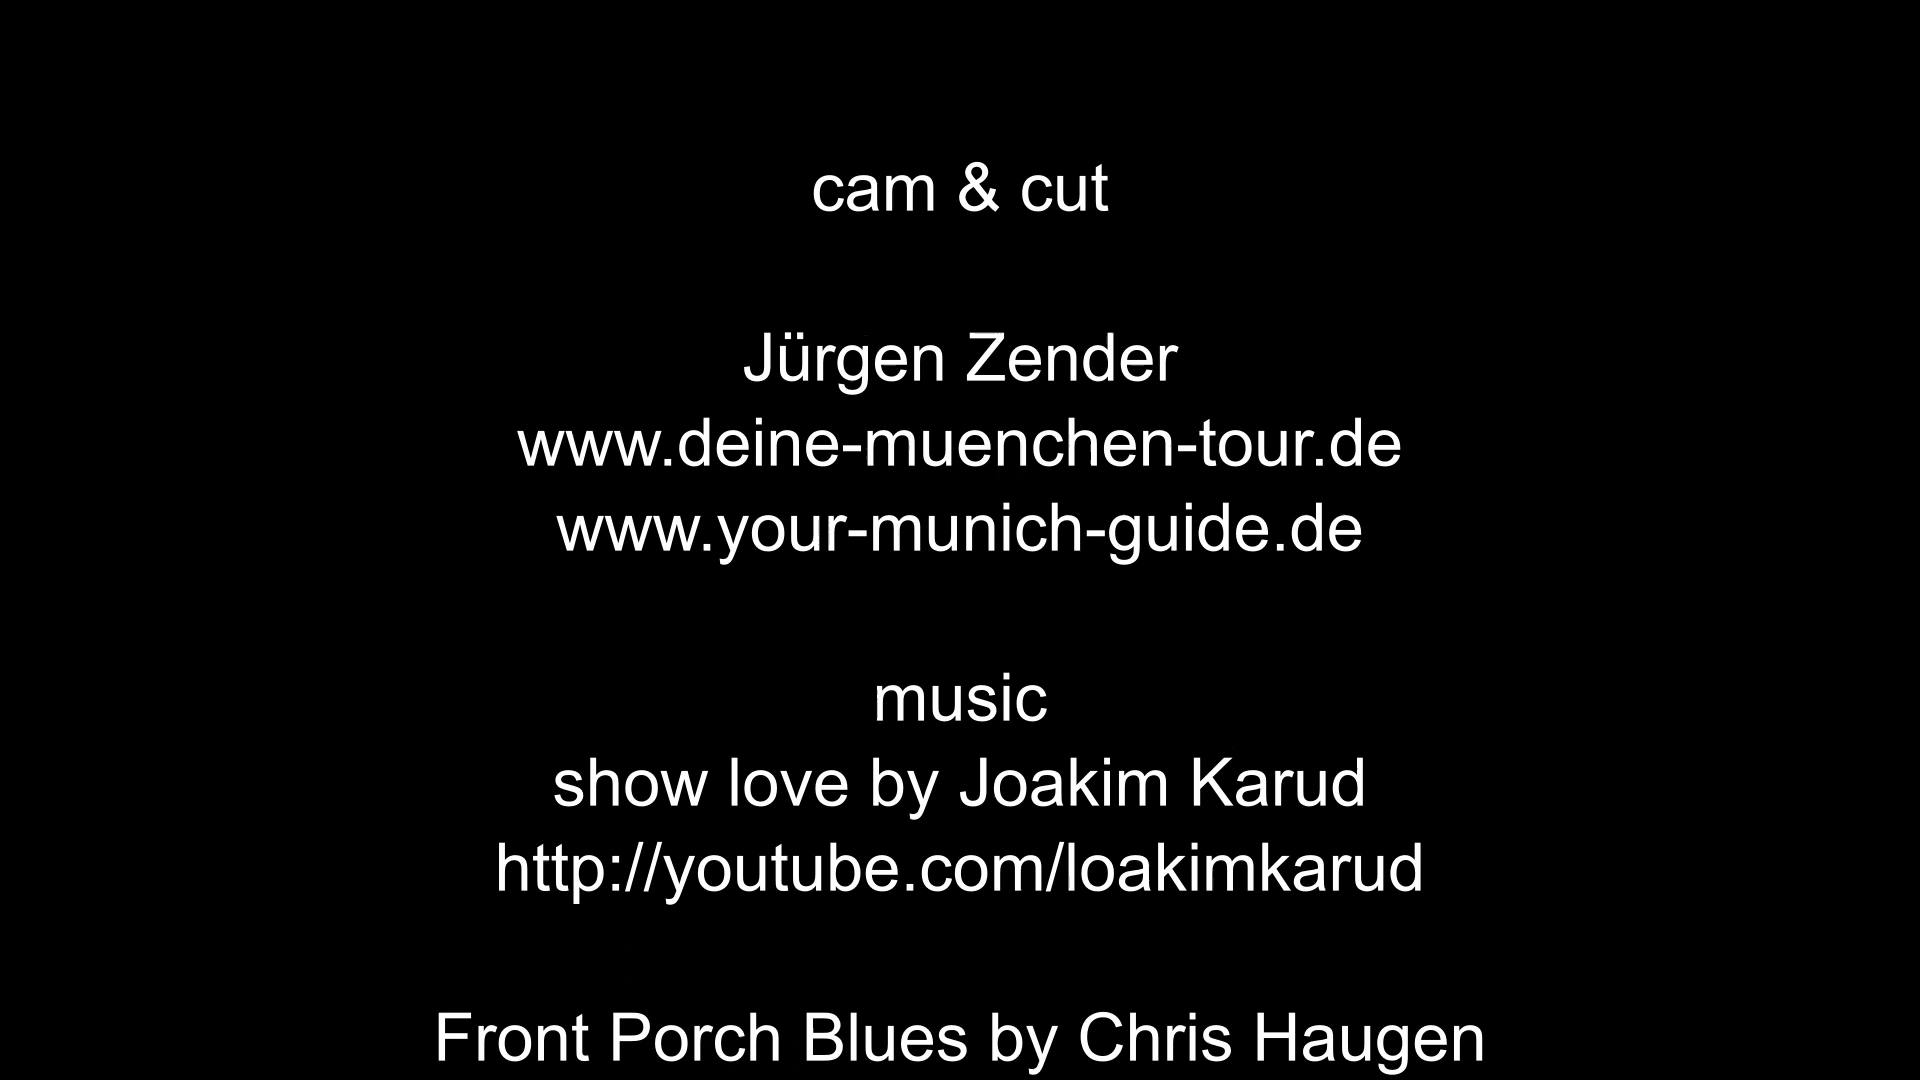 cam & cut
Jürgen Zender
www.deine-muenchen-tour.de
www.your-munich-guide.de
music
show love by Joakim Karud
http://youtube.com/loakimkarud
Front Porch Blues by Chris Haugen